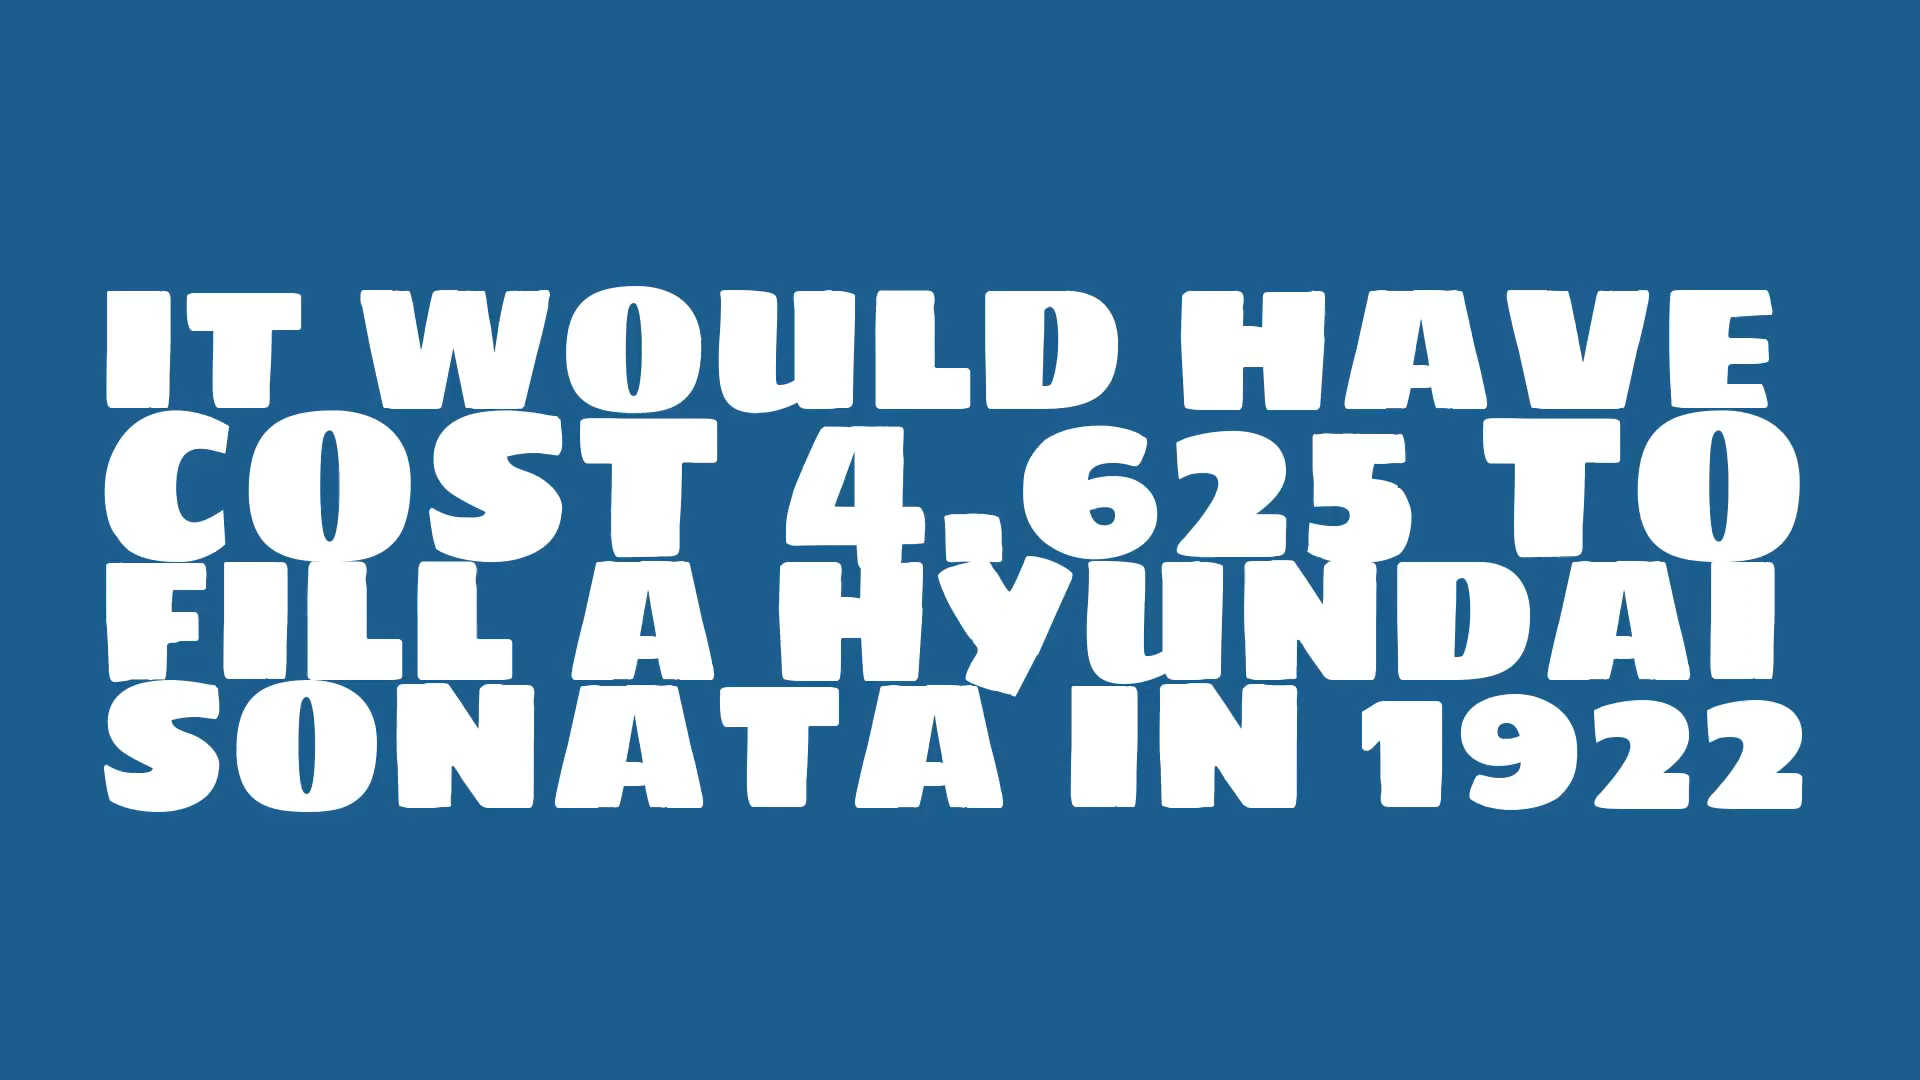 IT WOULD HAVE
COST 4.625 TO
FILL A HYUNDAI
SONATA IN 1922